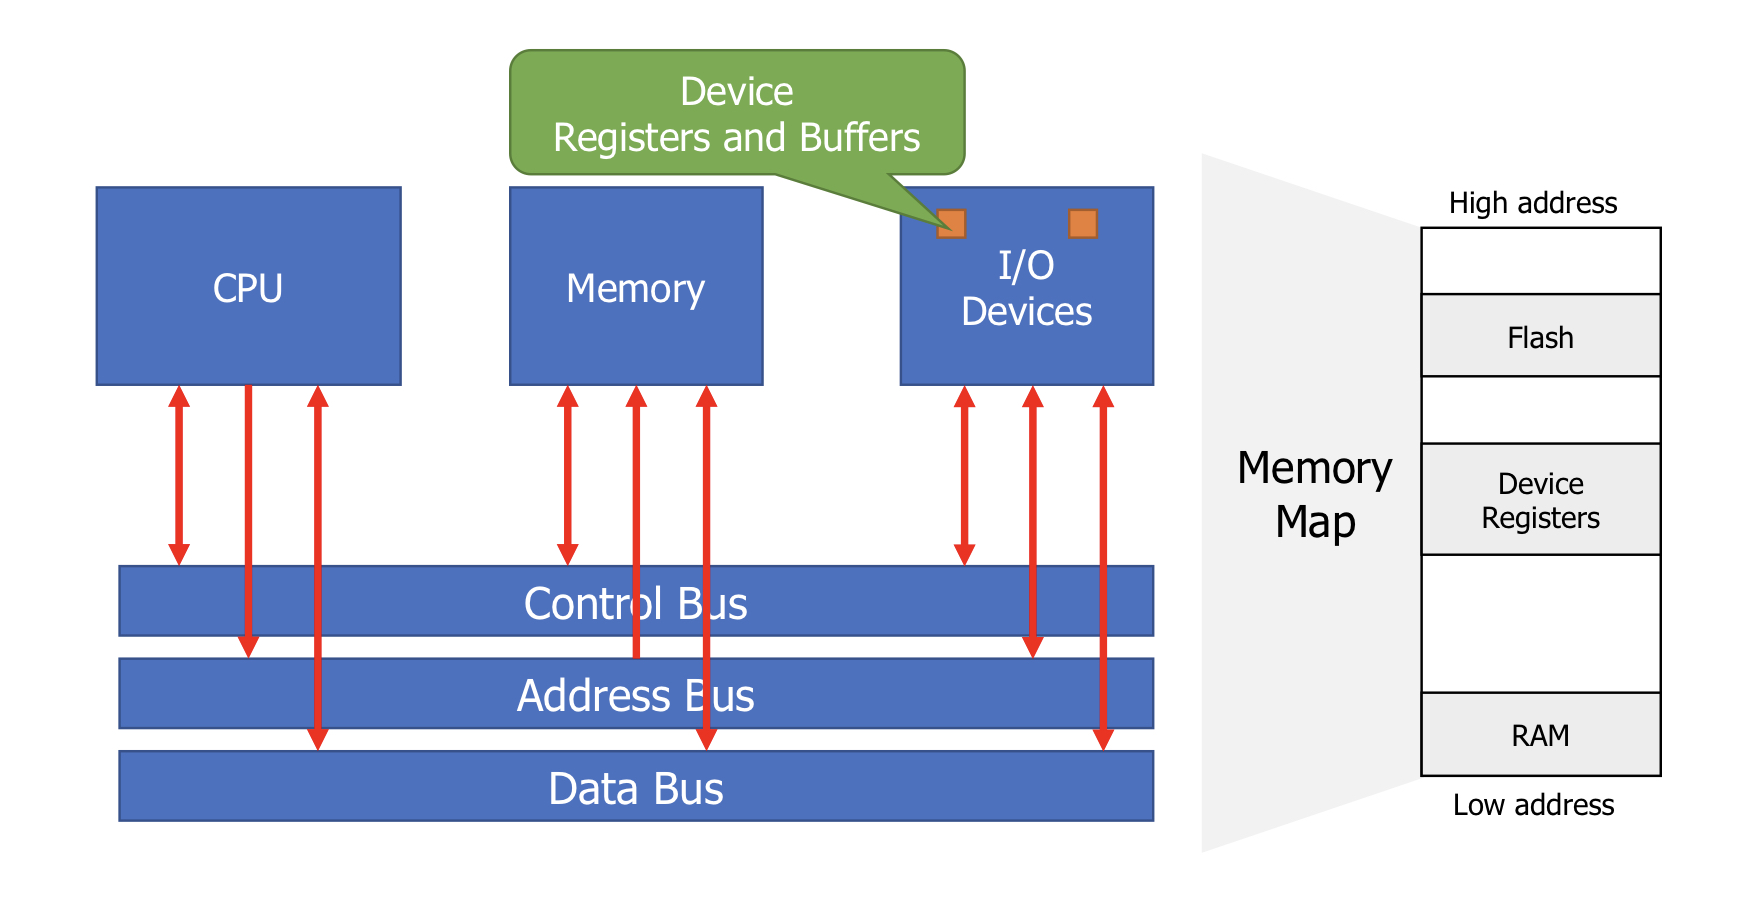 Device
Registers and Buffers
CPU
Memory
I/O
Devices
Control Bus
Address Bus
Data Bus
Memory
Map
High address
Flash
Device
Registers
RAM
Low address